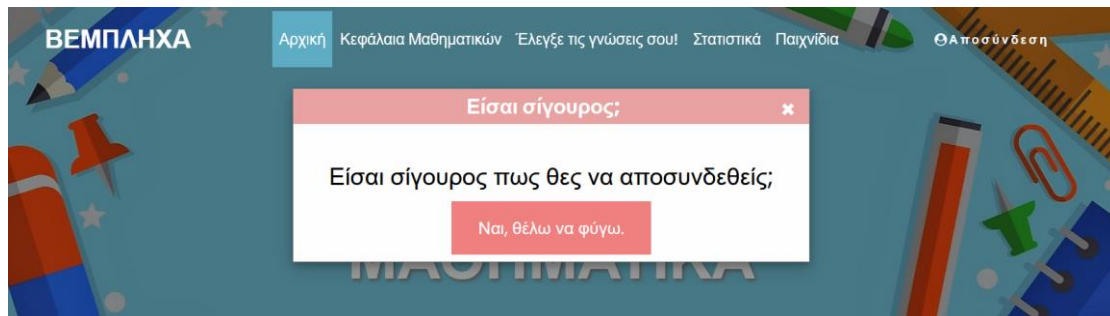 ΒΕΜΠΛΗΧΑ
Αρχική Κεφάλαια Μαθηματικών Έλεγξε τις γνώσεις σου! Στατιστικά Παιχνίδια
Αποσύνδεση
Είσαι σίγουρος;
Είσαι σίγουρος πως θες να αποσυνδεθείς;
Ναι, θέλω να φύγω.
ΜΑΘΗΜΑΤΙΚΑ